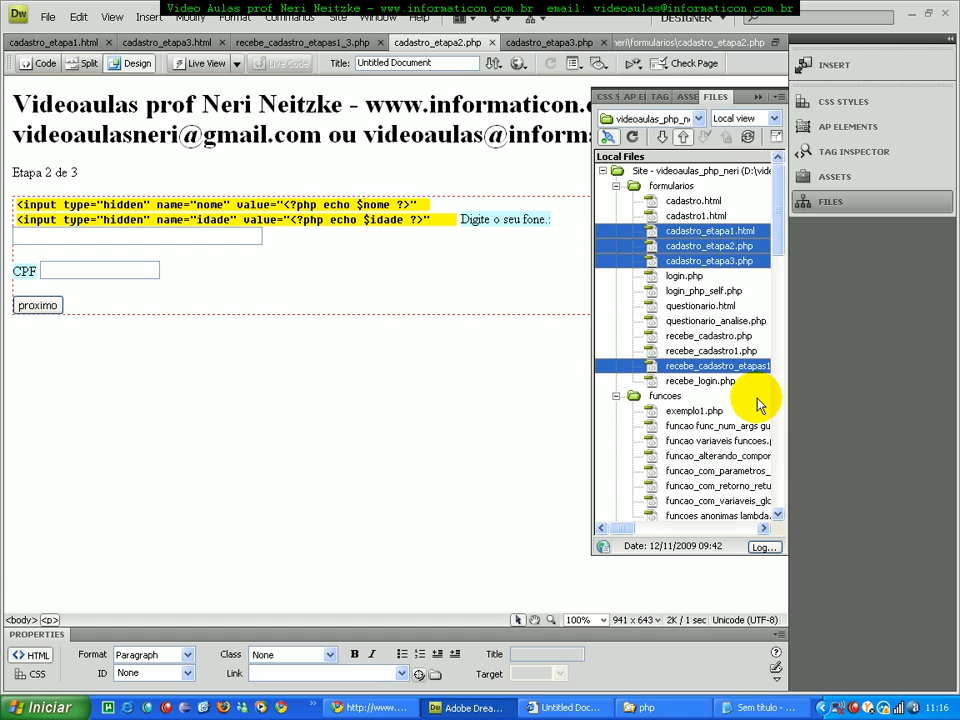 Video Aulas prof Neri Neitzke - www.informaticon.com.br email: videoaulas@informaticon.com.br
Dw File Edit View Insert Modify Format Commands Site Window Help DESIGNER
cadastro_etapa1.html cadastro_etapa3.html recebe_cadastro_etapas1_3.php cadastro_etapa2.php cadastro_etapa3.php neri\formularios\cadastro_etapa2.php
Code Split Design Live View Live Code Title: Untitled Document Check Page
Videoaulas prof Neri Neitzke - www.informaticon.c
videoaulasneri@gmail.com ou videoaulas@inform
Etapa 2 de 3
<input type="hidden" name="nome" value="<?php echo $nome ?>"
<input type="hidden" name="idade" value="<?php echo $idade ?>" Digite o seu fone.:
CPF
proximo
CSS S AP EL TAG ASSE FILES
videoaulas_php_ne Local view
Local Files
Site - videoaulas_php_neri (D:\vide
formularios
cadastro.html
cadastro1.html
cadastro_etapa1.html
cadastro_etapa2.php
cadastro_etapa3.php
login.php
login_php_self.php
questionario.html
questionario_analise.php
recebe_cadastro.php
recebe_cadastro1.php
recebe_cadastro_etapas1
recebe_login.php
funcoes
exemplo1.php
funcao func_num_args gu
funcao variaveis funcoes.p
funcao_alterando_compor
funcao_com_parametros_
funcao_com_retorno_retu
funcao_com_variaveis_glo
funcoes anonimas lambda.
Date: 12/11/2009 09:42 Log...
INSERT
CSS STYLES
AP ELEMENTS
TAG INSPECTOR
ASSETS
FILES
<body> <p> 100% 941 x 643 2K / 1 sec Unicode (UTF-8)
PROPERTIES
HTML Format Paragraph Class None B I Title
CSS ID None Link Target
Iniciar http://www.... Adobe Drea... Untitled Doc... php Sem título - ... 11:16